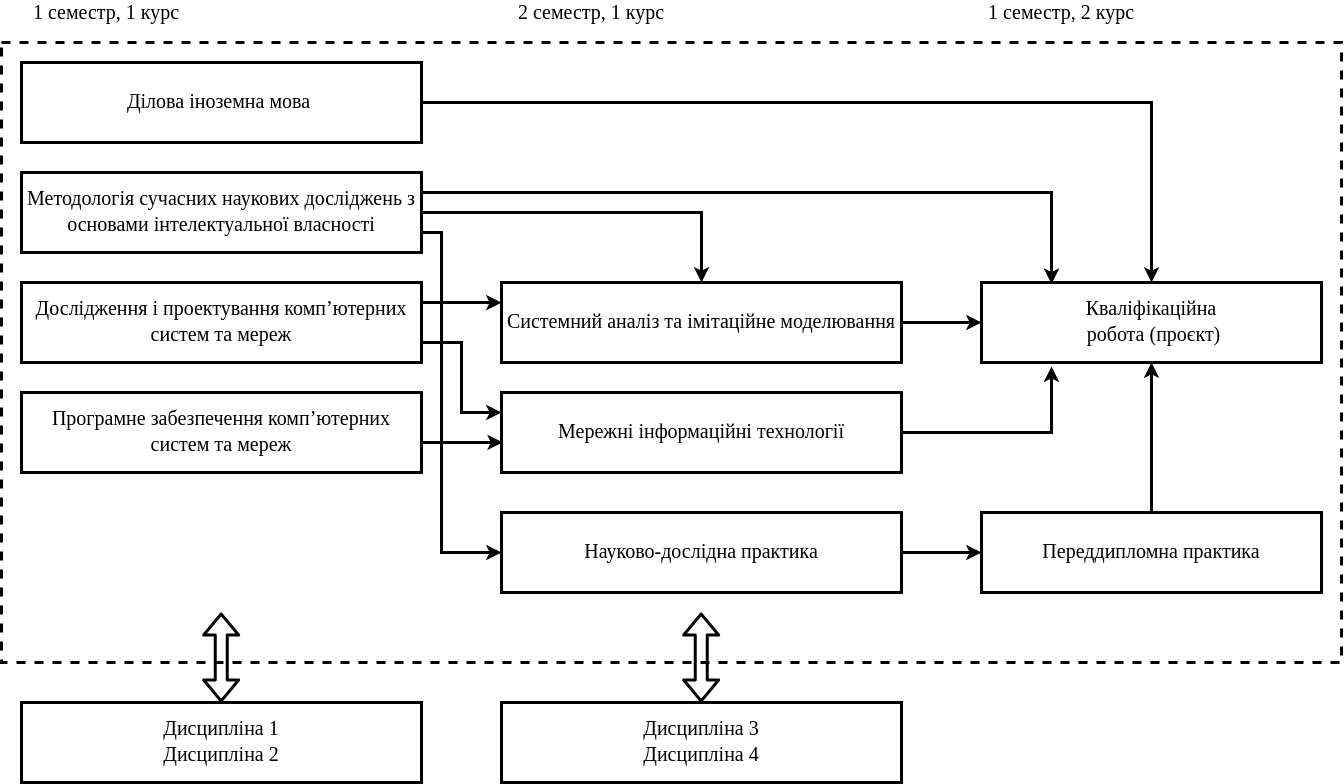 1 семестр, 1 курс
2 семестр, 1 курс
1 семестр, 2 курс
Ділова іноземна мова
Методологія сучасних наукових досліджень з
основами інтелектуальної власності
Дослідження і проектування комп’ютерних
систем та мереж
Системний аналіз та імітаційне моделювання
Кваліфікаційна
робота (проєкт)
Програмне забезпечення комп’ютерних
систем та мереж
Мережні інформаційні технології
Науково-дослідна практика
Переддипломна практика
Дисципліна 1
Дисципліна 2
Дисципліна 3
Дисципліна 4